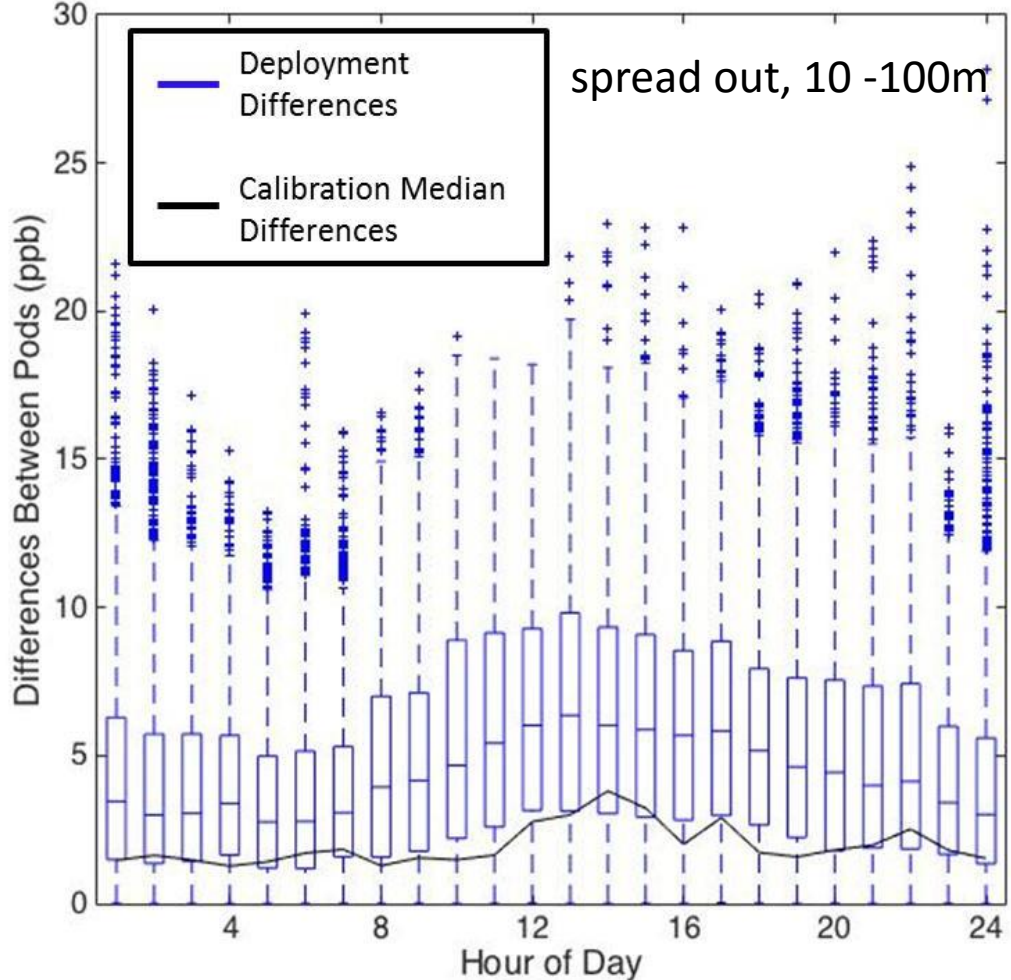 30
Deployment
Differences
spread out, 10 -100m
25
Calibration Median
Differences
20
15
10
5
0
Differences Between Pods (ppb)
4 8 12 16 20 24
Hour of Day